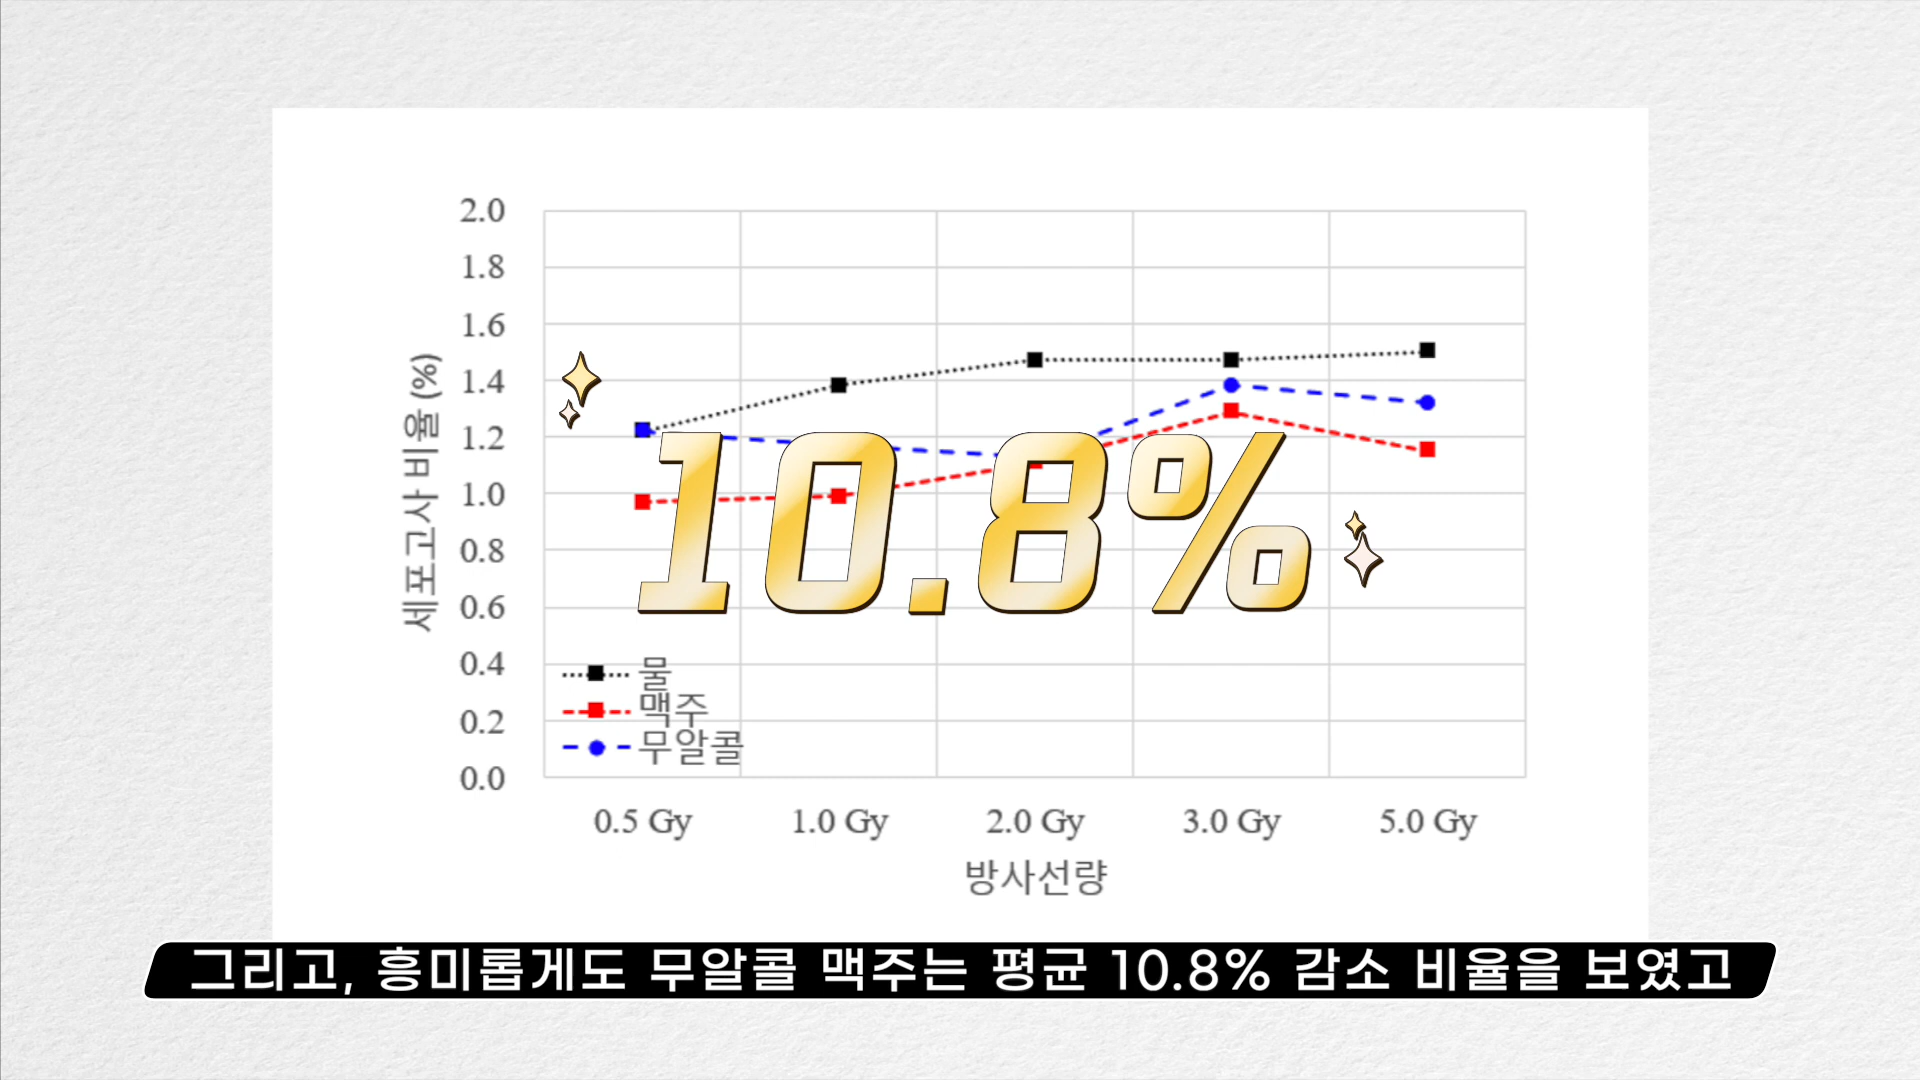 2.0
1.8
1.6
1.4
1.2
1.0
0.8
0.6
0.4
0.2
0.0
세포고사 비율 (%)
10.8%
물
맥주
무알콜
0.5 Gy 1.0 Gy 2.0 Gy 3.0 Gy 5.0 Gy
방사선량
그리고, 흥미롭게도 무알콜 맥주는 평균 10.8% 감소 비율을 보였고